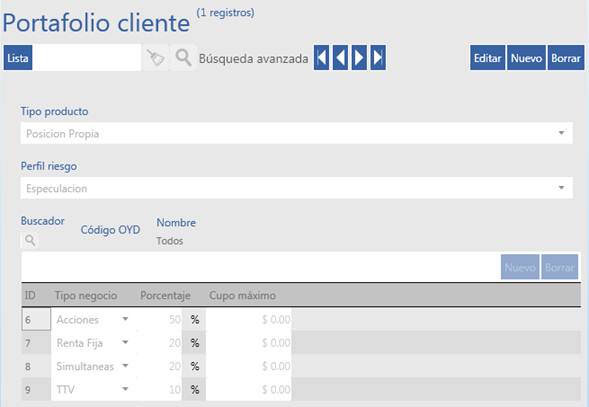 Portafolio cliente (1 registros)
Lista Búsqueda avanzada Editar Nuevo Borrar
Tipo producto
Posicion Propia
Perfil riesgo
Especulacion
Buscador Código OYD Nombre
Todos
Nuevo Borrar
ID Tipo negocio Porcentaje Cupo máximo
6 Acciones 50 % $ 0.00
7 Renta Fija 20 % $ 0.00
8 Simultaneas 20 % $ 0.00
9 TTV 10 % $ 0.00